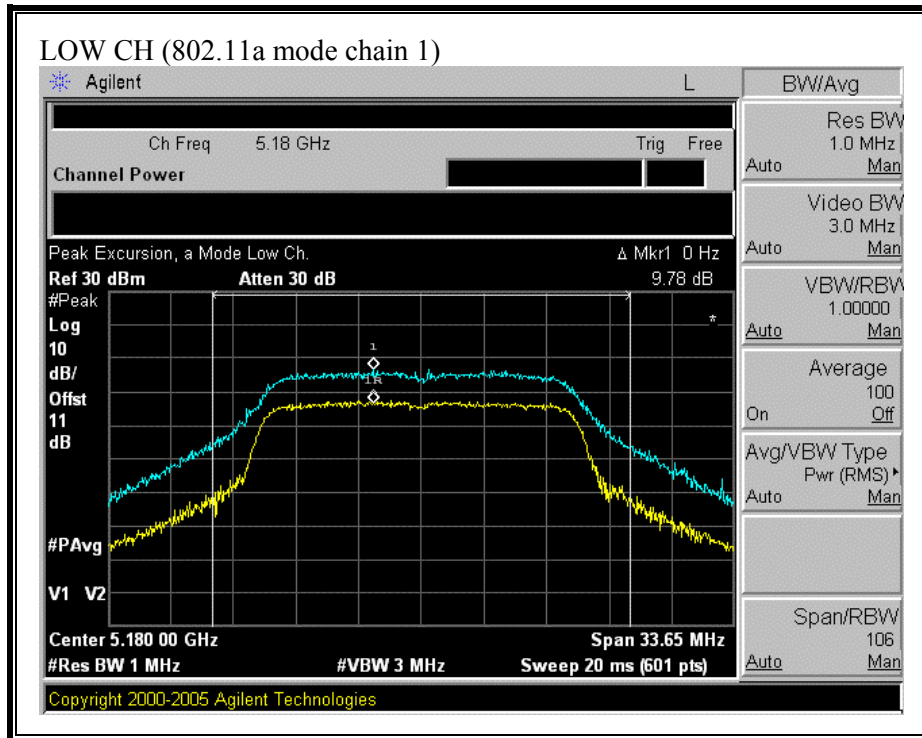 LOW CH (802.11a mode chain 1)
Agilent L
BW/Avg
Ch Freq 5.18 GHz Trig Free
Channel Power
Res BW
1.0 MHz
Auto Man
Video BW
3.0 MHz
Auto Man
Peak Excursion, a Mode Low Ch. Δ Mkr1 0 Hz
Ref 30 dBm Atten 30 dB 9.78 dB
VBW/RBW
1.00000
Auto Man
#Peak
Log
10
dB/
Offst
11
dB
1
1R
*
Average
100
On Off
Avg/VBW Type
Pwr (RMS)
Auto Man
#PAvg
V1 V2
Center 5.180 00 GHz Span 33.65 MHz
#Res BW 1 MHz #VBW 3 MHz Sweep 20 ms (601 pts)
Span/RBW
106
Auto Man
Copyright 2000-2005 Agilent Technologies